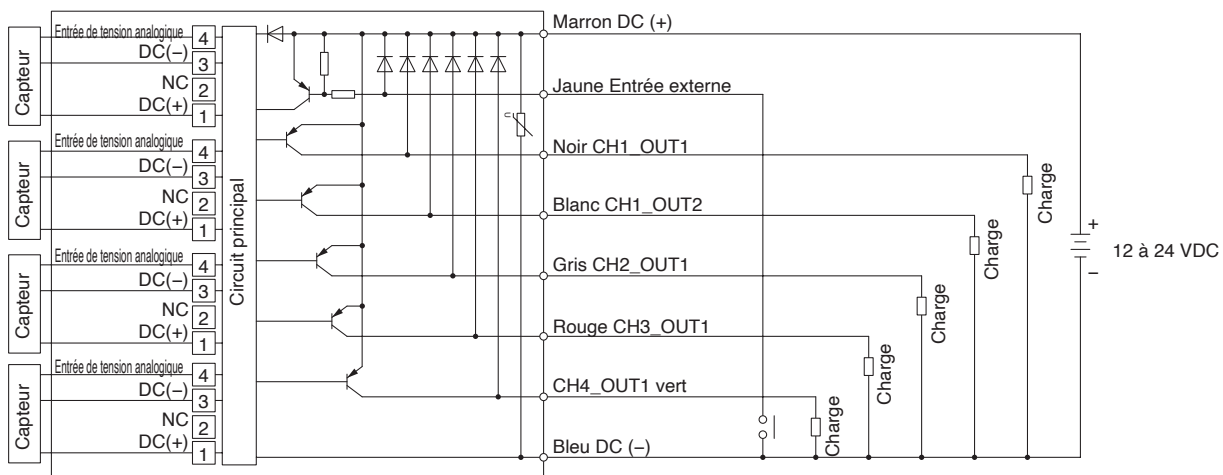 Marron DC (+)
Capteur
Entrée de tension analogique 4
DC(−) 3
NC 2
DC(+) 1
Jaune Entrée externe
Capteur
Entrée de tension analogique 4
DC(−) 3
NC 2
DC(+) 1
Noir CH1_OUT1
Charge
Circuit principal
Blanc CH1_OUT2
Charge
+
12 à 24 VDC
−
Capteur
Entrée de tension analogique 4
DC(−) 3
NC 2
DC(+) 1
Gris CH2_OUT1
Charge
Rouge CH3_OUT1
Charge
Capteur
Entrée de tension analogique 4
DC(−) 3
NC 2
DC(+) 1
CH4_OUT1 vert
Charge
Bleu DC (−)